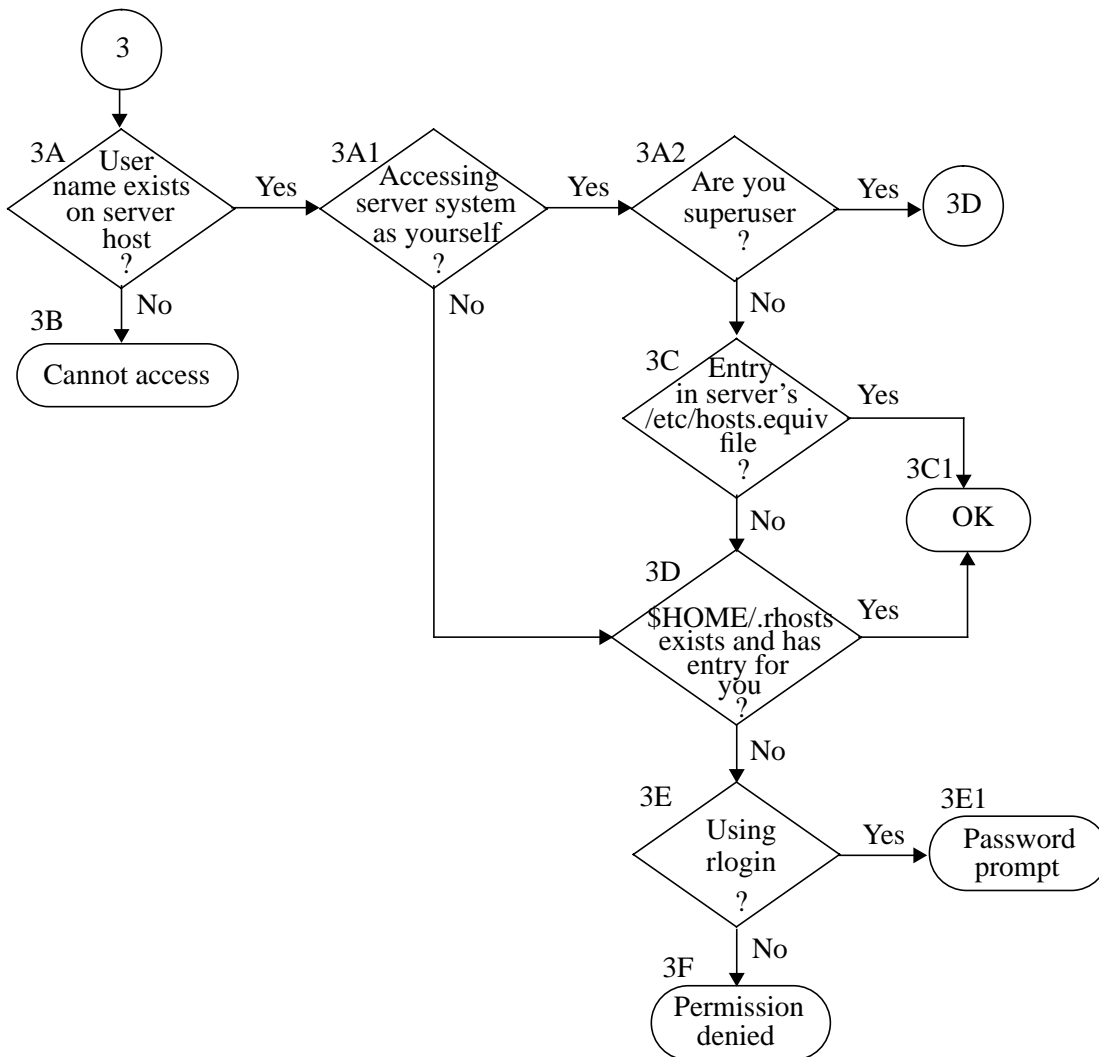 3
3A
User
name exists
on server
host
?
Yes
3A1
Accessing
server system
as yourself
?
Yes
3A2
Are you
superuser
?
Yes
3D
No
3B
Cannot access
No
No
3C
Entry
in server’s
/etc/hosts.equiv
file
?
Yes
3C1
OK
No
3D
$HOME/.rhosts
exists and has
entry for
you
?
Yes
No
3E
Using
rlogin
?
Yes
3E1
Password
prompt
No
3F
Permission
denied